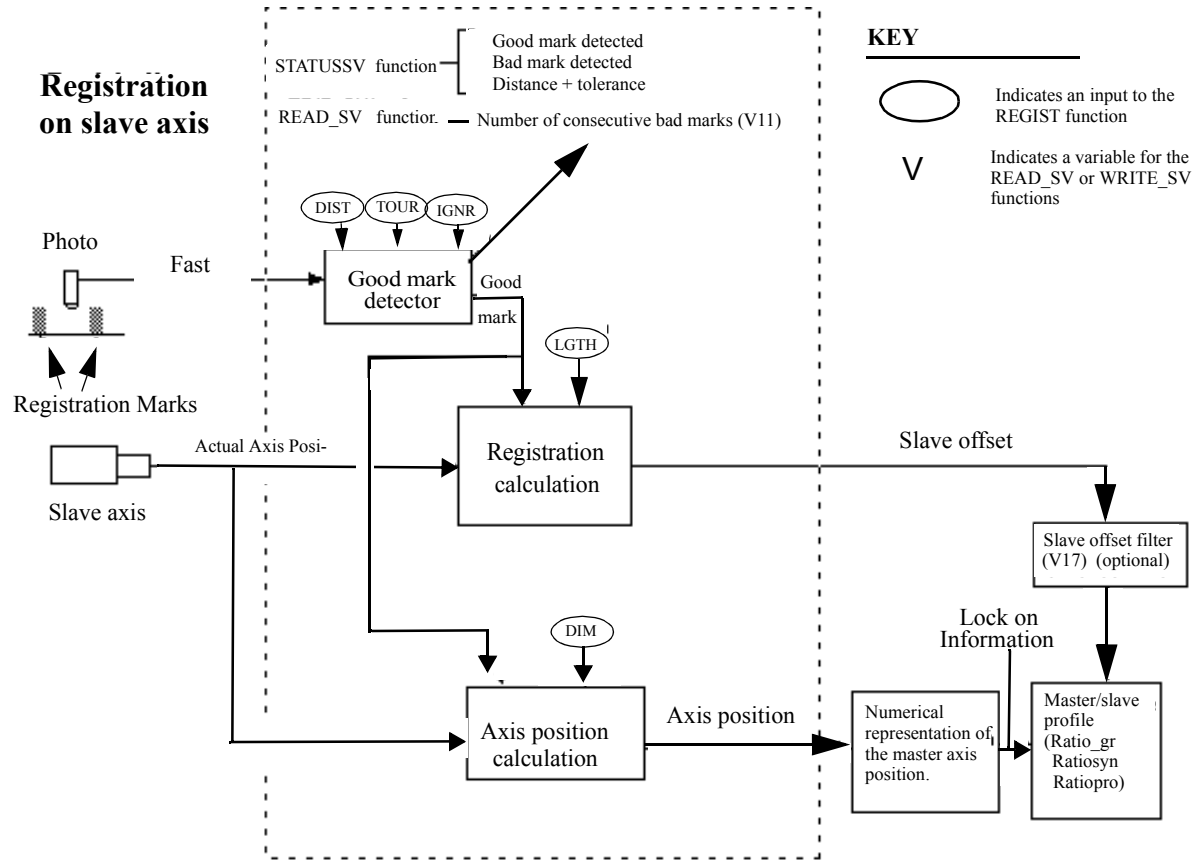 Registration
on slave axis
STATUSSV function
Good mark detected
Bad mark detected
Distance + tolerance
READ_SV function
Number of consecutive bad marks (V11)
KEY
Indicates an input to the
REGIST function
V
Indicates a variable for the
READ_SV or WRITE_SV
functions
DIST
TOUR
IGNR
Photo
Fast
Good mark
detector
Good
mark
LGTH
Registration Marks
Actual Axis Posi-
Slave axis
Registration
calculation
Slave offset
Slave offset filter
(V17) (optional)
Lock on
Information
DIM
Axis position
calculation
Axis position
Numerical
representation of
the master axis
position.
Master/slave
profile
(Ratio_gr
Ratiosyn
Ratiopro)